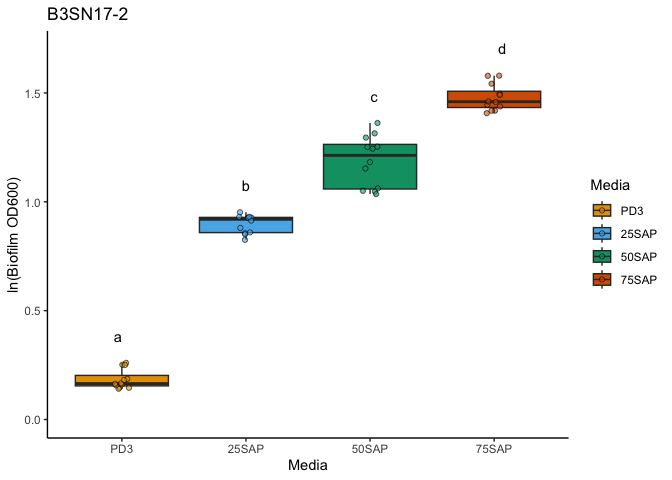 B3SN17-2
ln(Biofilm OD600)
1.5
1.0
0.5
0.0
a
b
c
d
PD3
25SAP
50SAP
75SAP
Media
Media
PD3
25SAP
50SAP
75SAP